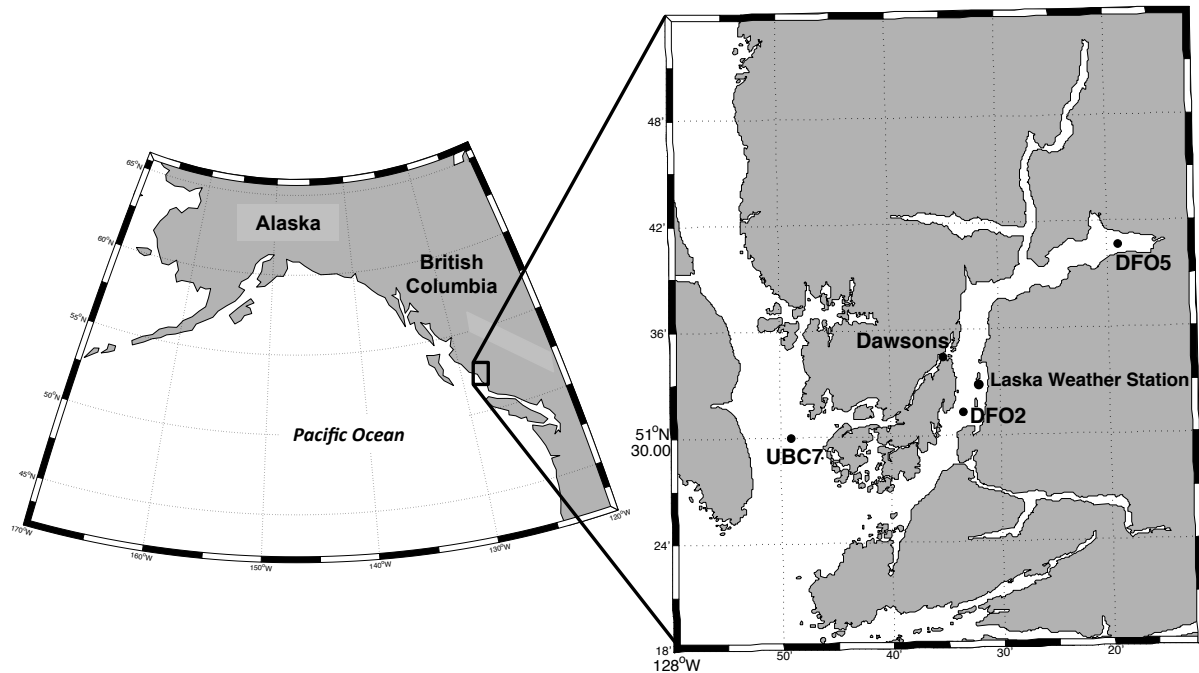 Alaska
British
Columbia
Pacific Ocean
65°N
60°N
55°N
50°N
45°N
170°W
160°W
150°W
140°W
130°W
120°W
48'
42'
36'
51°N
30.00
24'
18'
128°W
50'
40'
30'
20'
DFO5
Dawsons
Laska Weather Station
DFO2
UBC7